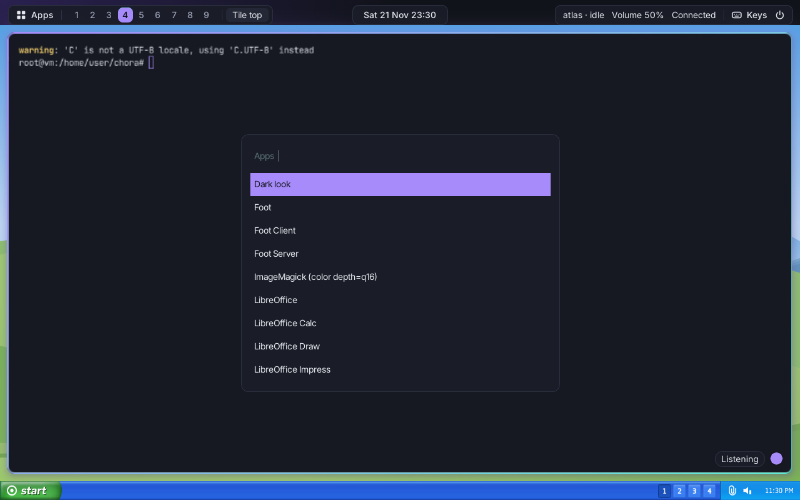 Apps 1 2 3 4 5 6 7 8 9 Tile top Sat 21 Nov 23:30 atlas · idle Volume 50% Connected Keys
warning: 'C' is not a UTF-8 locale, using 'C.UTF-8' instead
root@vm:/home/user/chora#
Apps
Dark look
Foot
Foot Client
Foot Server
ImageMagick (color depth=q16)
LibreOffice
LibreOffice Calc
LibreOffice Draw
LibreOffice Impress
Listening
start 1 2 3 4 11:30 PM